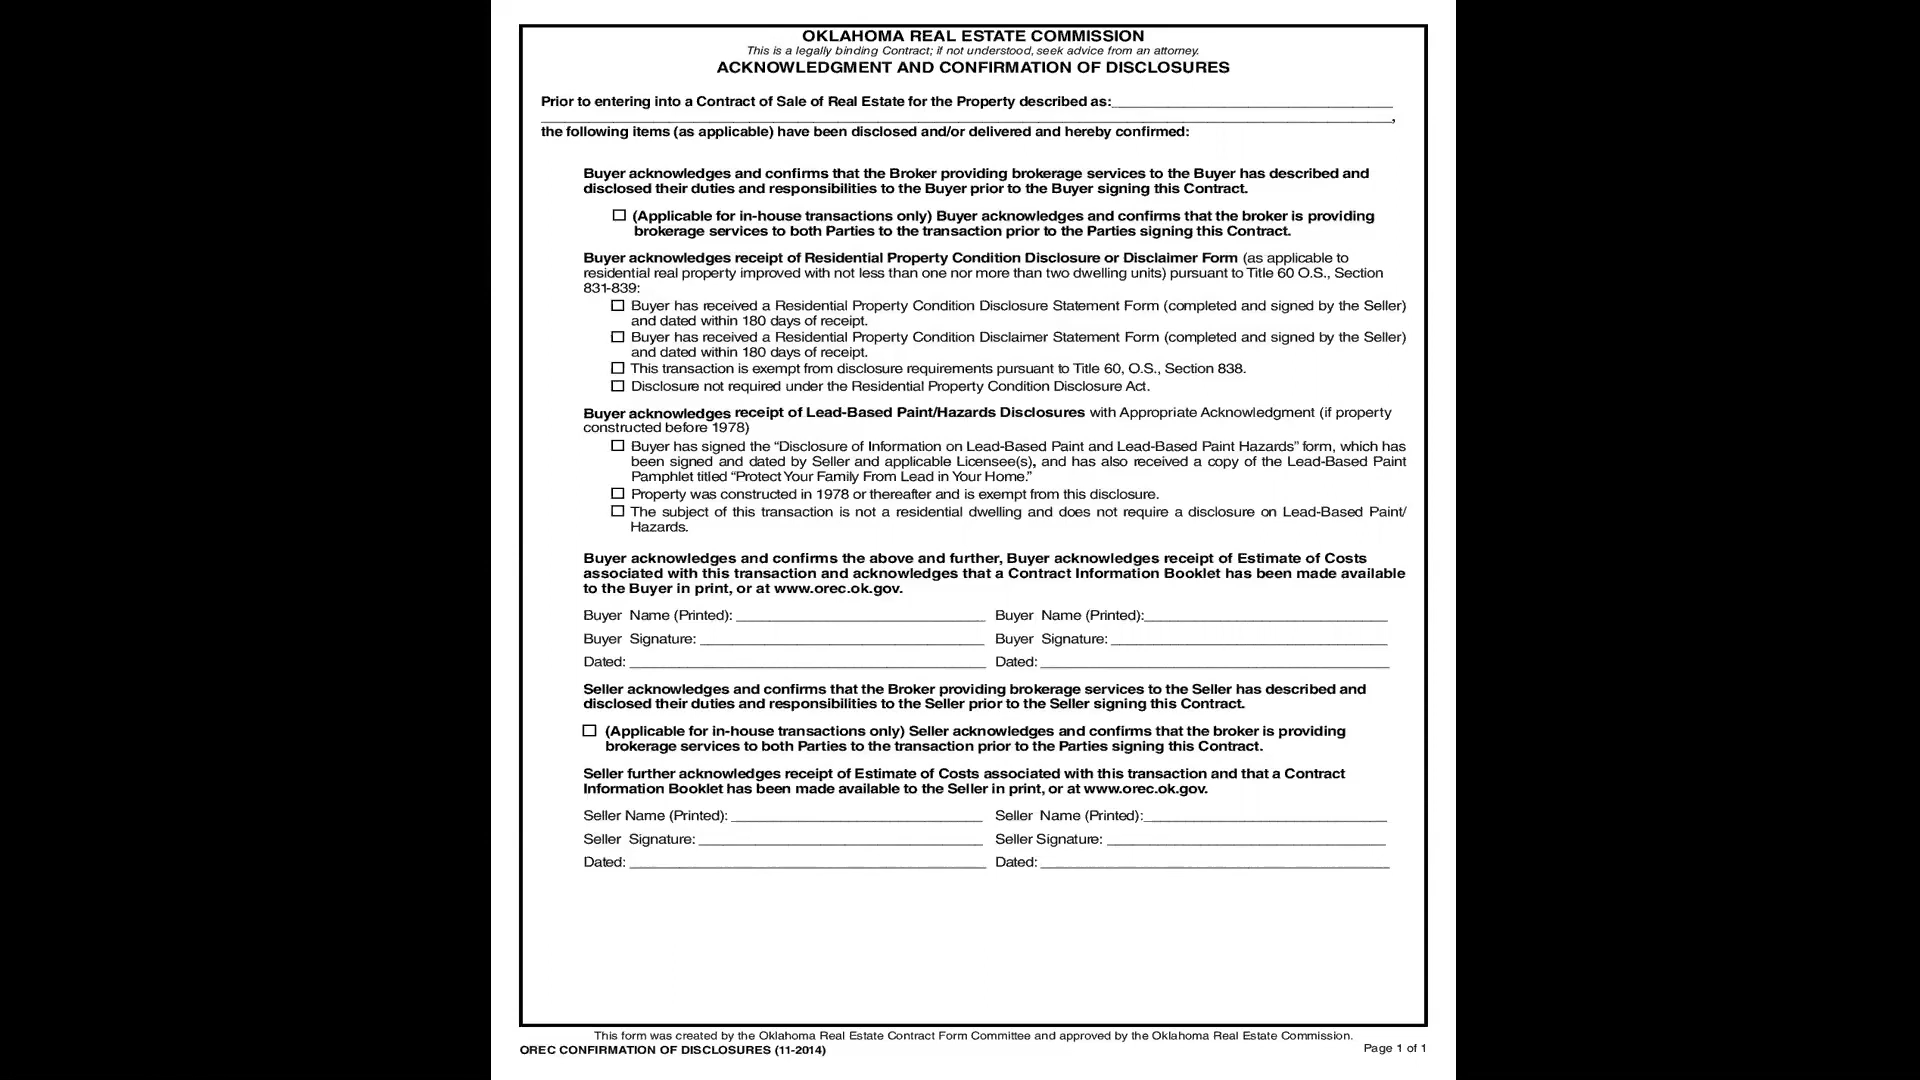 OKLAHOMA REAL ESTATE COMMISSION
This is a legally binding Contract; if not understood, seek advice from an attorney.
ACKNOWLEDGMENT AND CONFIRMATION OF DISCLOSURES
Prior to entering into a Contract of Sale of Real Estate for the Property described as:
,
the following items (as applicable) have been disclosed and/or delivered and hereby confirmed:
Buyer acknowledges and confirms that the Broker providing brokerage services to the Buyer has described and
disclosed their duties and responsibilities to the Buyer prior to the Buyer signing this Contract.
(Applicable for in-house transactions only) Buyer acknowledges and confirms that the broker is providing
brokerage services to both Parties to the transaction prior to the Parties signing this Contract.
Buyer acknowledges receipt of Residential Property Condition Disclosure or Disclaimer Form (as applicable to
residential real property improved with not less than one nor more than two dwelling units) pursuant to Title 60 O.S., Section
831-839:
Buyer has received a Residential Property Condition Disclosure Statement Form (completed and signed by the Seller)
and dated within 180 days of receipt.
Buyer has received a Residential Property Condition Disclaimer Statement Form (completed and signed by the Seller)
and dated within 180 days of receipt.
This transaction is exempt from disclosure requirements pursuant to Title 60, O.S., Section 838.
Disclosure not required under the Residential Property Condition Disclosure Act.
Buyer acknowledges receipt of Lead-Based Paint/Hazards Disclosures with Appropriate Acknowledgment (if property
constructed before 1978)
Buyer has signed the “Disclosure of Information on Lead-Based Paint and Lead-Based Paint Hazards” form, which has
been signed and dated by Seller and applicable Licensee(s), and has also received a copy of the Lead-Based Paint
Pamphlet titled “Protect Your Family From Lead in Your Home.”
Property was constructed in 1978 or thereafter and is exempt from this disclosure.
The subject of this transaction is not a residential dwelling and does not require a disclosure on Lead-Based Paint/
Hazards.
Buyer acknowledges and confirms the above and further, Buyer acknowledges receipt of Estimate of Costs
associated with this transaction and acknowledges that a Contract Information Booklet has been made available
to the Buyer in print, or at www.orec.ok.gov.
Buyer Name (Printed): Buyer Name (Printed):
Buyer Signature: Buyer Signature:
Dated: Dated:
Seller acknowledges and confirms that the Broker providing brokerage services to the Seller has described and
disclosed their duties and responsibilities to the Seller prior to the Seller signing this Contract.
(Applicable for in-house transactions only) Seller acknowledges and confirms that the broker is providing
brokerage services to both Parties to the transaction prior to the Parties signing this Contract.
Seller further acknowledges receipt of Estimate of Costs associated with this transaction and that a Contract
Information Booklet has been made available to the Seller in print, or at www.orec.ok.gov.
Seller Name (Printed): Seller Name (Printed):
Seller Signature: Seller Signature:
Dated: Dated:
This form was created by the Oklahoma Real Estate Contract Form Committee and approved by the Oklahoma Real Estate Commission.
OREC CONFIRMATION OF DISCLOSURES (11-2014) Page 1 of 1